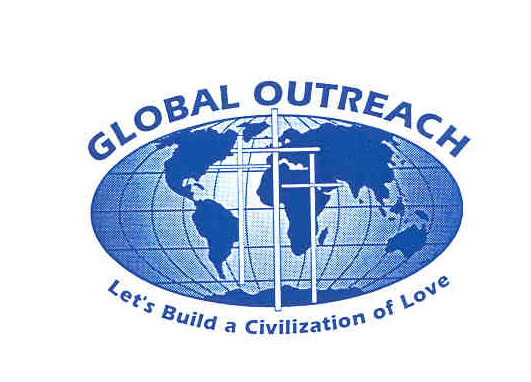 GLOBAL OUTREACH
Let's Build a Civilization of Love